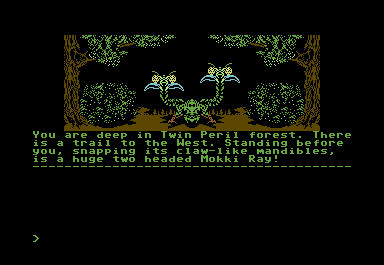 You are deep in Twin Peril forest. There
is a trail to the West. Standing before
you, snapping its claw-like mandibles,
is a huge two headed Mokki Ray!
----------------------------------------
>